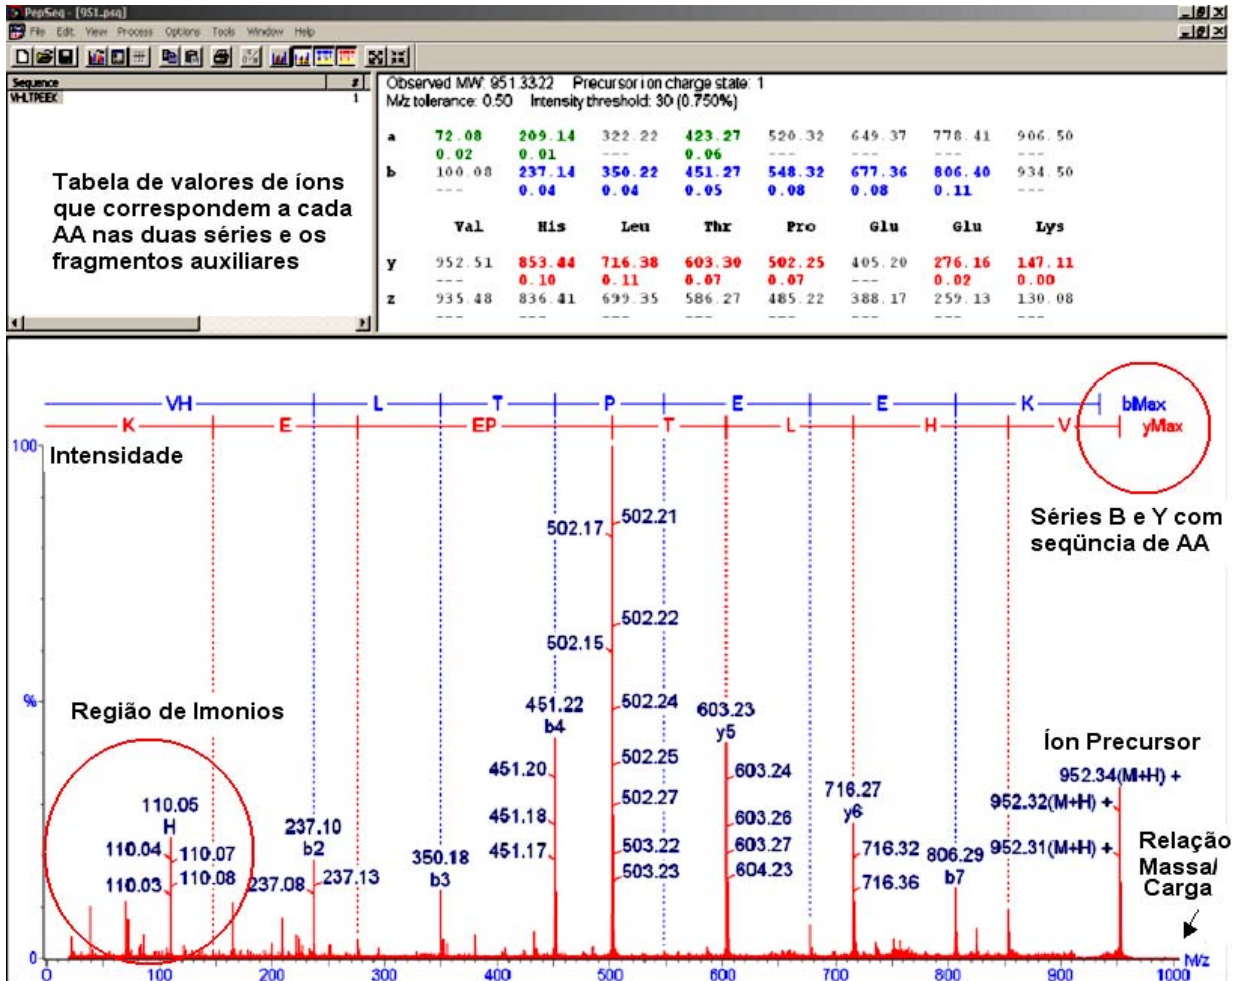 PepSeq - [951.psq]
File Edit View Process Options Tools Window Help
Sequence #
VHLTPEEK 1
Tabela de valores de íons
que correspondem a cada
AA nas duas séries e os
fragmentos auxiliares
Observed MW: 951.3322 Precursor ion charge state: 1
M/z tolerance: 0.50 Intensity threshold: 30 (0.750%)
a 72.08 209.14 322.22 423.27 520.32 649.37 778.41 906.50
0.02 0.01 --- 0.06 --- --- --- ---
b 100.08 237.14 350.22 451.27 548.32 677.36 806.40 934.50
--- 0.04 0.04 0.05 0.08 0.08 0.11 ---
Val His Leu Thr Pro Glu Glu Lys
y 952.51 853.44 716.38 603.30 502.25 405.20 276.16 147.11
--- 0.10 0.11 0.07 0.07 --- 0.02 0.00
z 935.48 836.41 699.35 586.27 485.22 388.17 259.13 130.08
--- --- --- --- --- --- --- ---
VH L T P E E K bMax
K E EP T L H V yMax
100
Intensidade
Séries B e Y com
seqüncia de AA
502.17 502.21
502.22
502.15
%
Região de Imonios
451.22
b4
502.24
603.23
y5
Íon Precursor
502.25
451.20
603.24
952.34(M+H) +
110.05
H
502.27
716.27
y6
952.32(M+H) +
237.10
b2
451.18
603.26
110.04 110.07
350.18
b3
451.17
503.22
603.27
716.32
806.29
b7
952.31(M+H) +
Relação
Massa/
Carga
110.03 110.08
237.08 237.13
503.23
604.23
716.36
0
0 100 200 300 400 500 600 700 800 900 1000 M/z